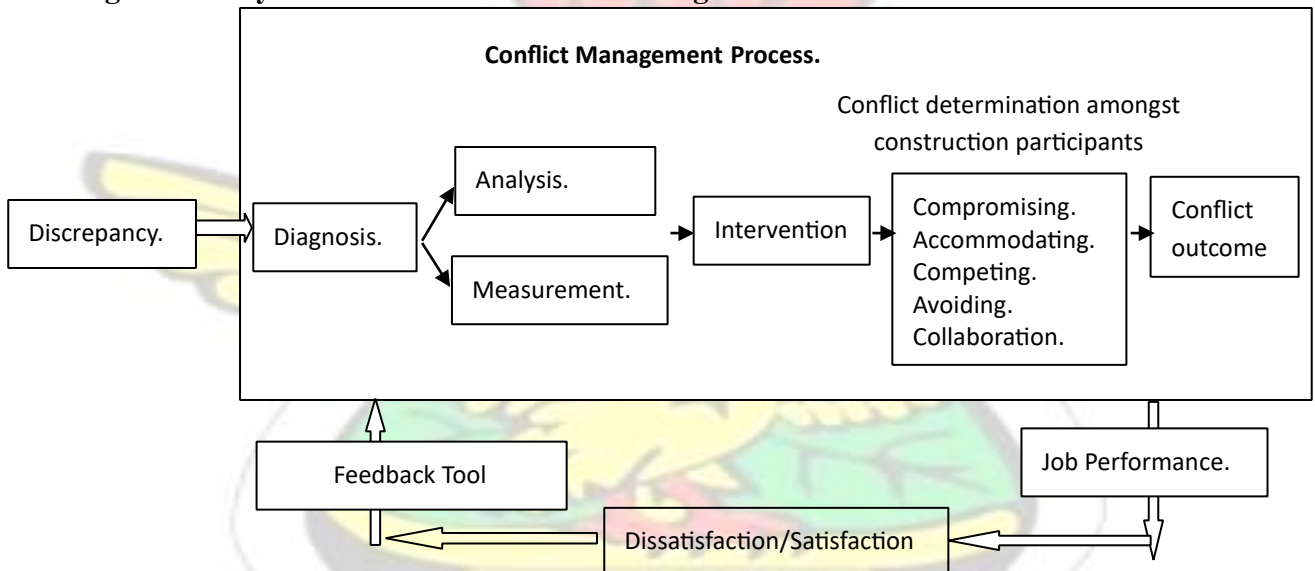 Conflict Management Process.
Conflict determination amongst
construction participants
Discrepancy.
Diagnosis.
Analysis.
Measurement.
Intervention
Compromising.
Accommodating.
Competing.
Avoiding.
Collaboration.
Conflict
outcome
Feedback Tool
Job Performance.
Dissatisfaction/Satisfaction